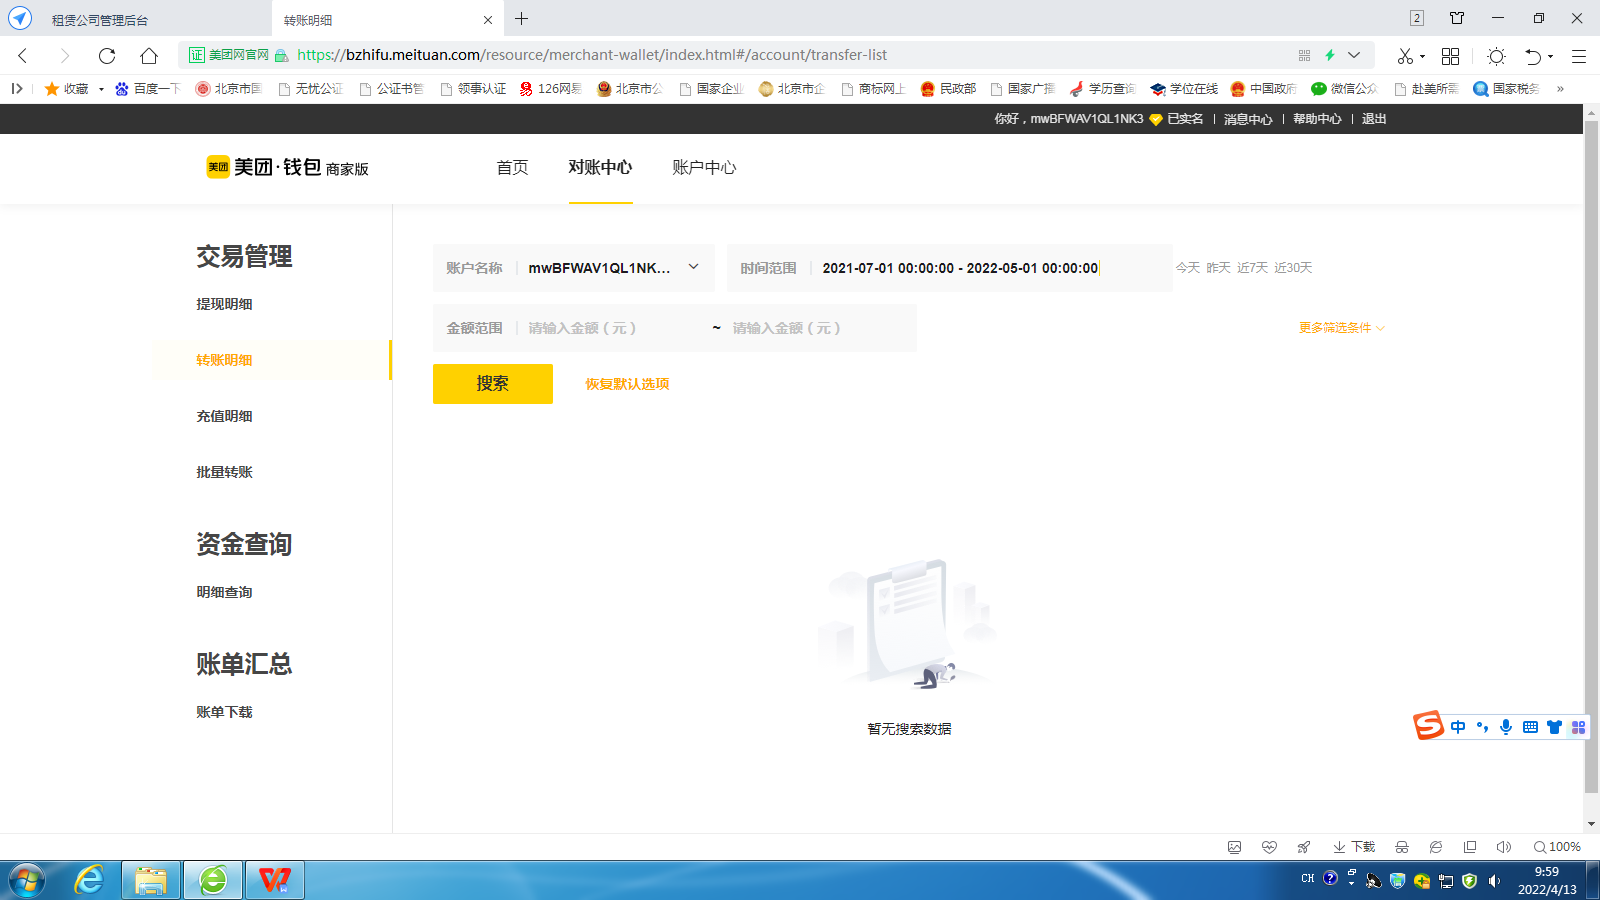 租赁公司管理后台
转账明细
2
证 美团网官网 https://bzhifu.meituan.com/resource/merchant-wallet/index.html#/account/transfer-list
收藏 百度一下 北京市国 无忧公证 公证书管 领事认证 126网易 北京市公 国家企业 北京市企 商标网上 民政部 国家广播 学历查询 学位在线 中国政府 微信公众 赴美所需 国家税务 »
你好，mwBFWAV1QL1NK3 已实名 | 消息中心 | 帮助中心 | 退出
美团 美团·钱包 商家版
首页 对账中心 账户中心
交易管理
提现明细
转账明细
充值明细
批量转账
资金查询
明细查询
账单汇总
账单下载
账户名称 mwBFWAV1QL1NK... 时间范围 2021-07-01 00:00:00 - 2022-05-01 00:00:00 今天 昨天 近7天 近30天
金额范围 请输入金额（元） ~ 请输入金额（元） 更多筛选条件
搜索 恢复默认选项
暂无搜索数据
S 中
下载 100%
CH
9:59
2022/4/13